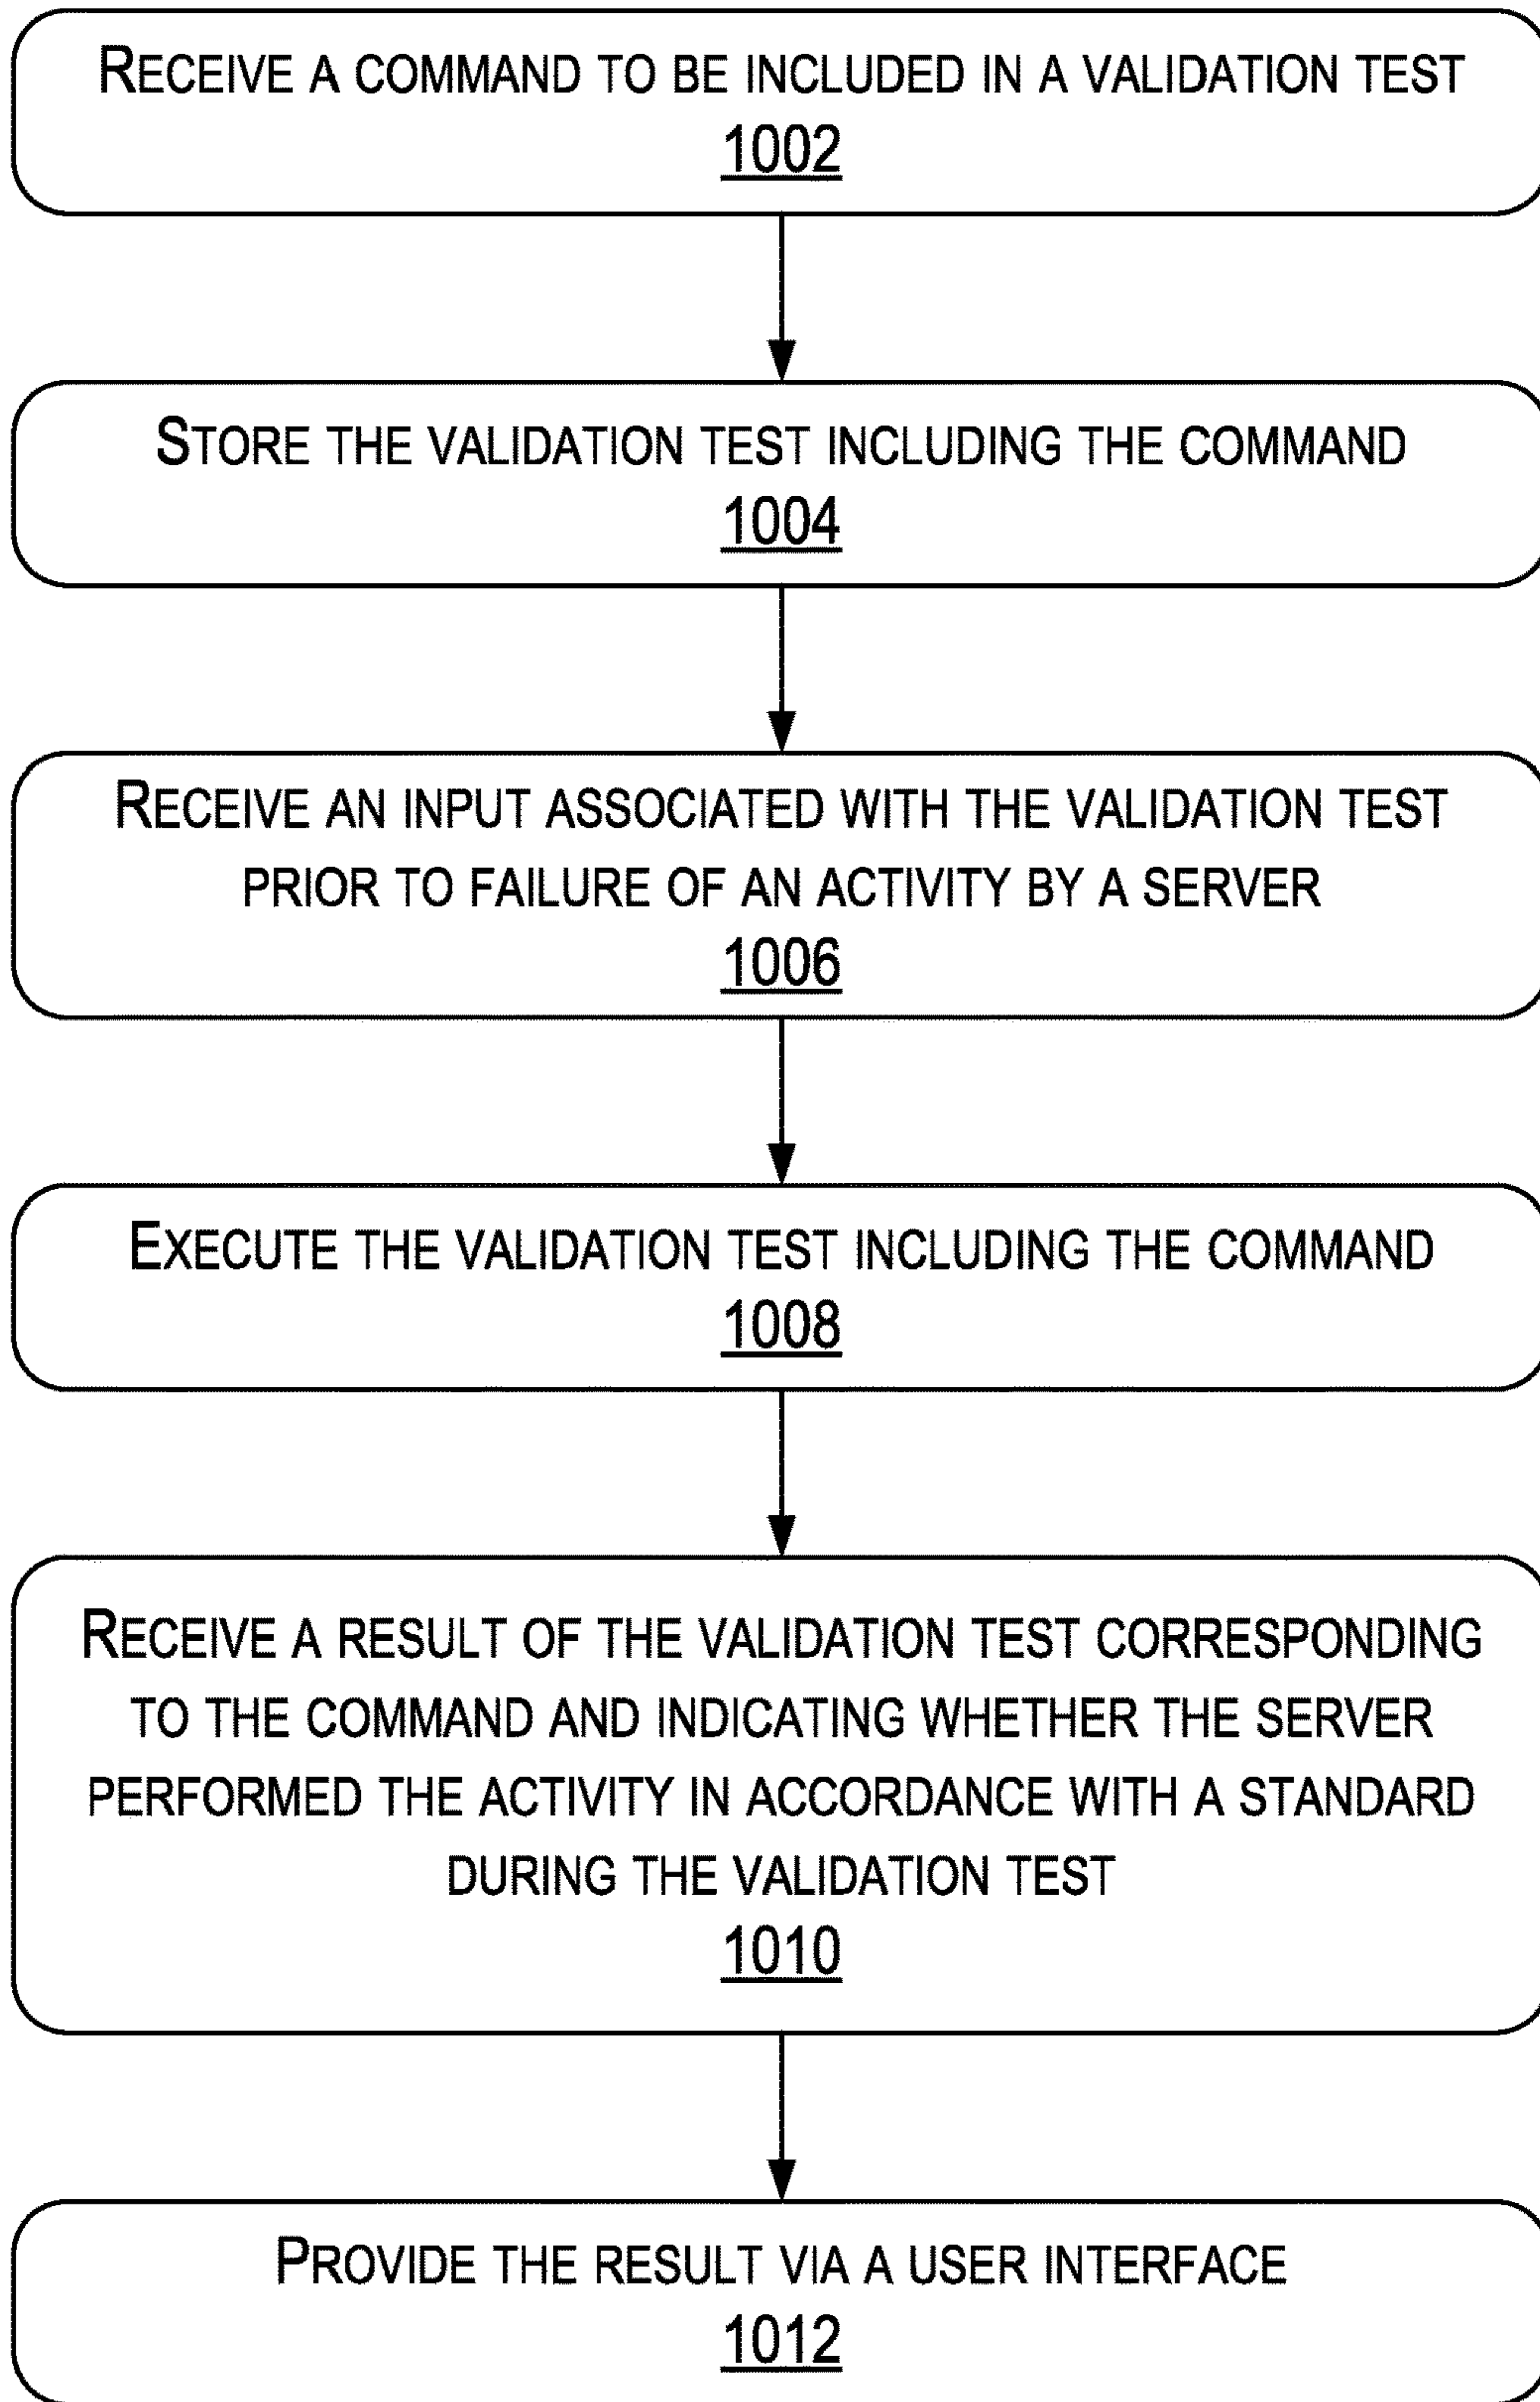 RECEIVE A COMMAND TO BE INCLUDED IN A VALIDATION TEST
1002
STORE THE VALIDATION TEST INCLUDING THE COMMAND
1004
RECEIVE AN INPUT ASSOCIATED WITH THE VALIDATION TEST
PRIOR TO FAILURE OF AN ACTIVITY BY A SERVER
1006
EXECUTE THE VALIDATION TEST INCLUDING THE COMMAND
1008
RECEIVE A RESULT OF THE VALIDATION TEST CORRESPONDING
TO THE COMMAND AND INDICATING WHETHER THE SERVER
PERFORMED THE ACTIVITY IN ACCORDANCE WITH A STANDARD
DURING THE VALIDATION TEST
1010
PROVIDE THE RESULT VIA A USER INTERFACE
1012